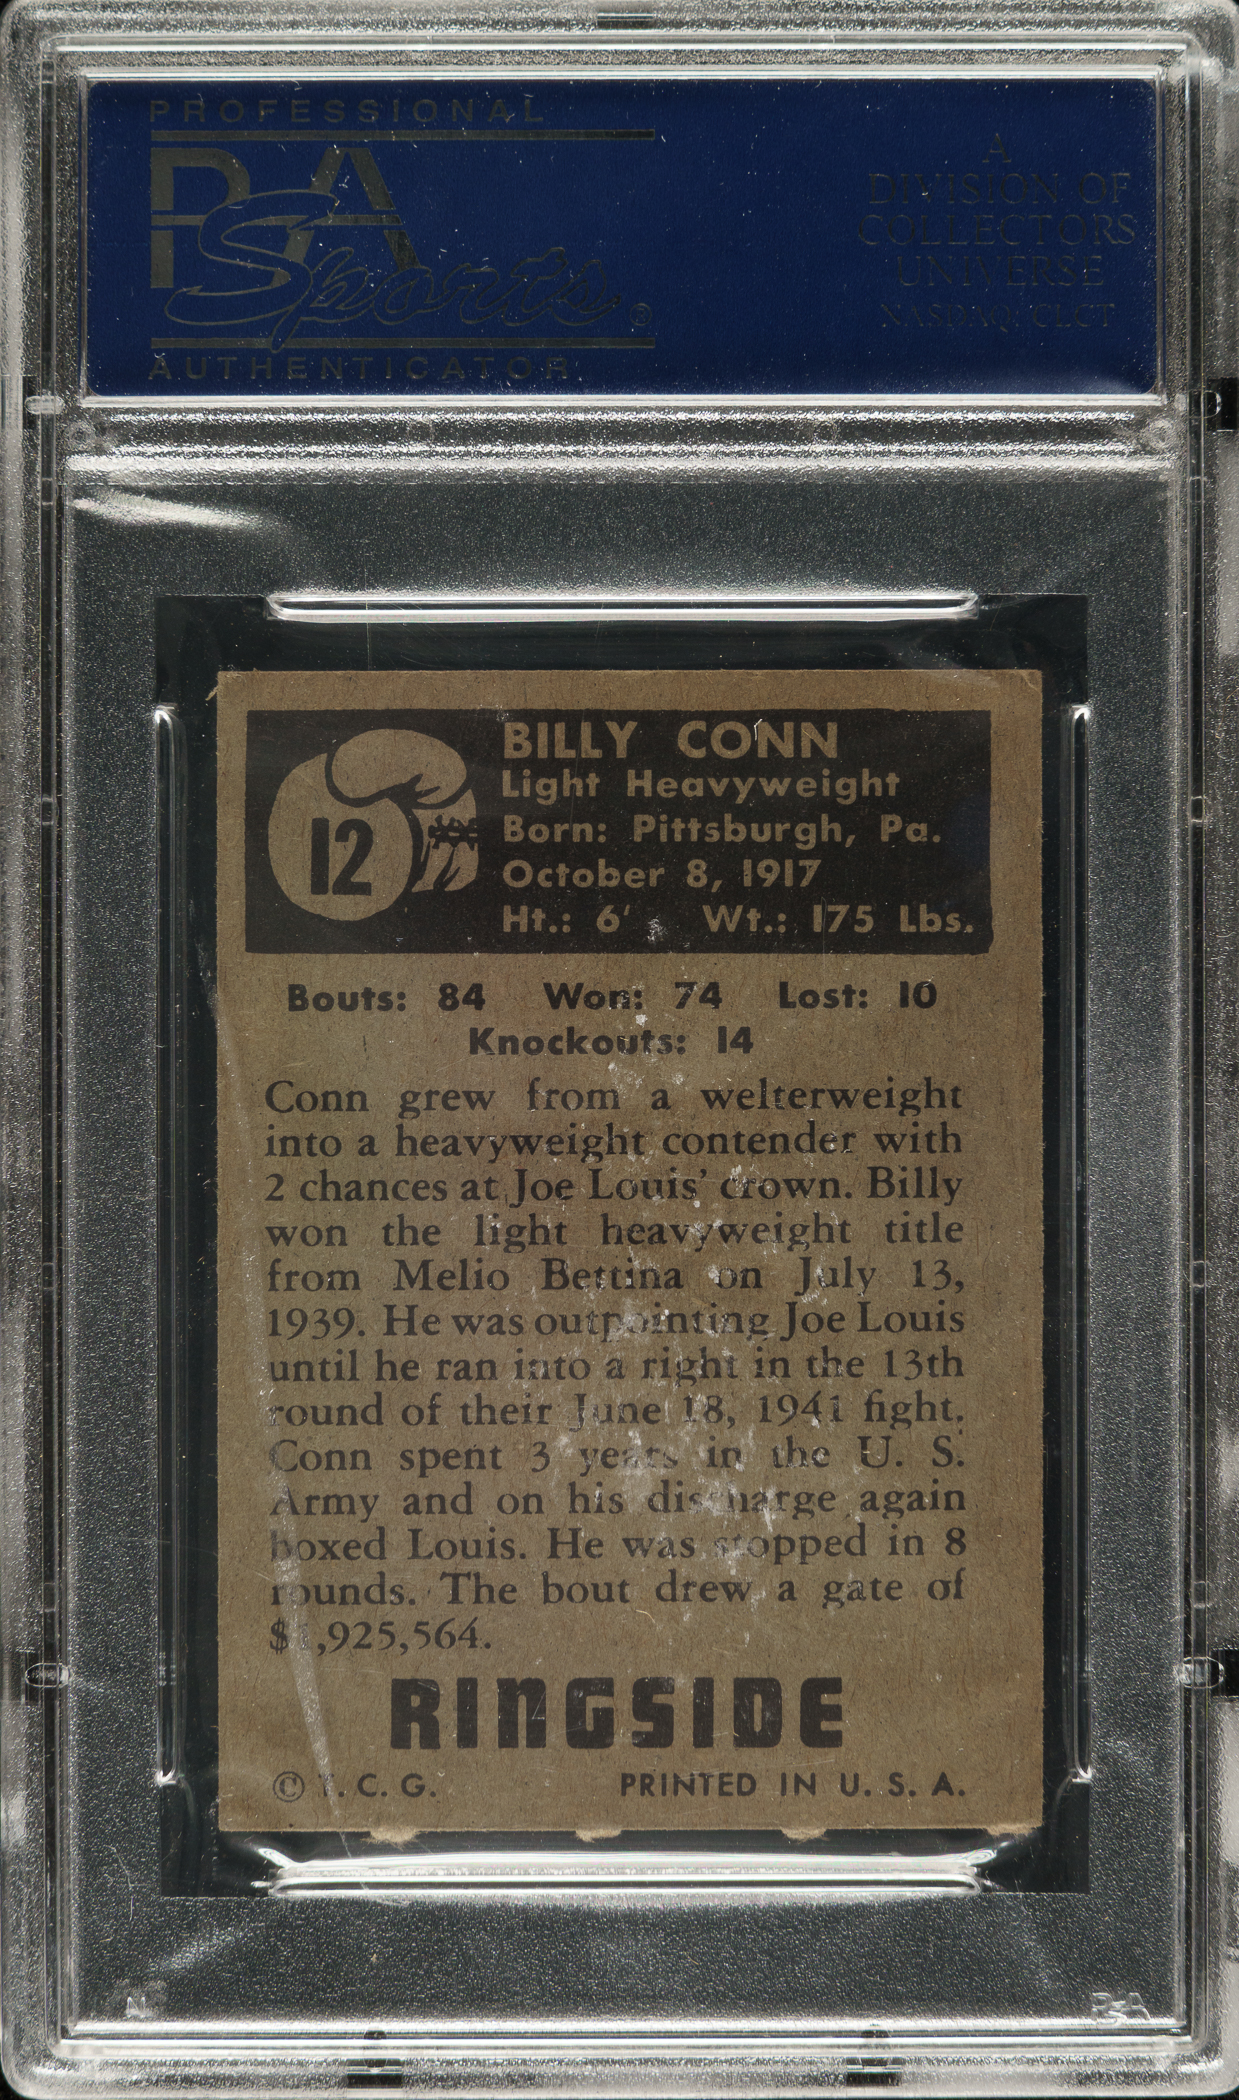 PROFESSIONAL
PSA
Sports®
AUTHENTICATOR
A
DIVISION OF
COLLECTORS
UNIVERSE
NASDAQ: CLCT
12
BILLY CONN
Light Heavyweight
Born: Pittsburgh, Pa.
October 8, 1917
Ht.: 6' Wt.: 175 Lbs.
Bouts: 84 Won: 74 Lost: 10
Knockouts: 14
Conn grew from a welterweight
into a heavyweight contender with
2 chances at Joe Louis' crown. Billy
won the light heavyweight title
from Melio Bettina on July 13,
1939. He was outpointing Joe Louis
until he ran into a right in the 13th
round of their June 18, 1941 fight.
Conn spent 3 years in the U. S.
Army and on his discharge again
boxed Louis. He was stopped in 8
rounds. The bout drew a gate of
$1,925,564.
RINGSIDE
© T. C. G. PRINTED IN U. S. A.
PSA